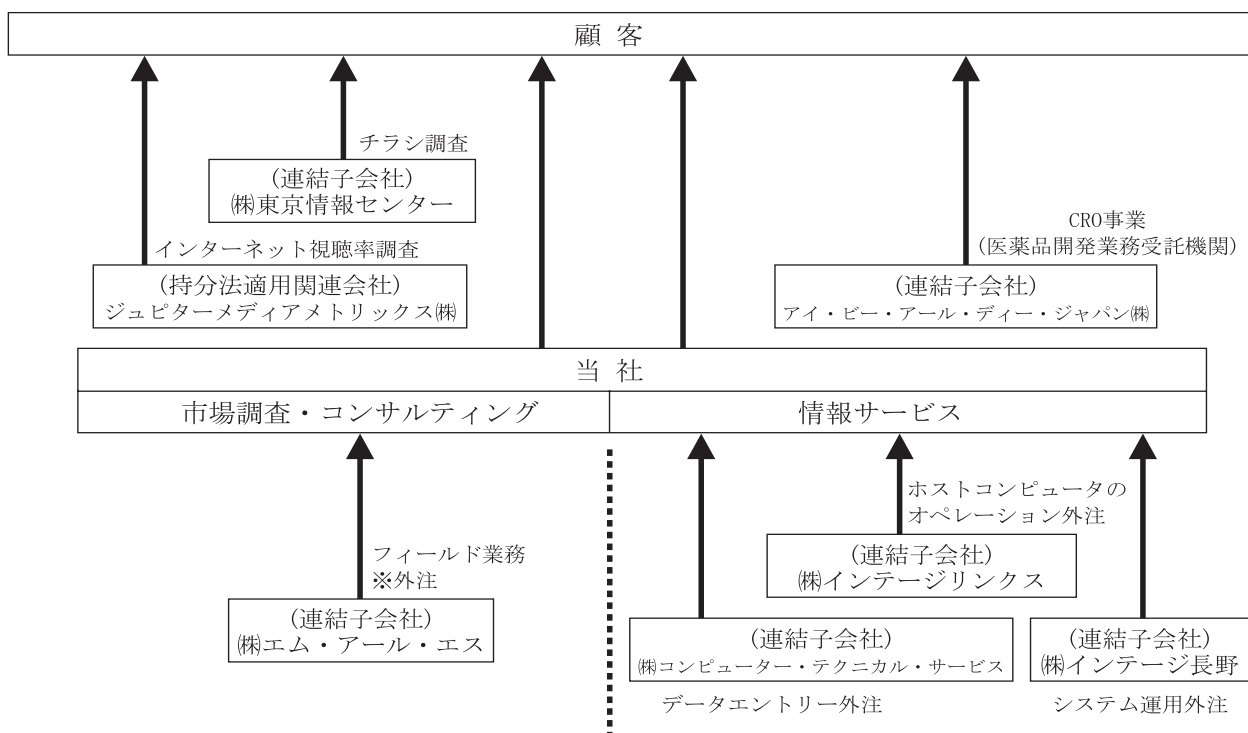 顧 客
チラシ調査
(連結子会社)
㈱東京情報センター
インターネット視聴率調査
(持分法適用関連会社)
ジュピターメディアメトリックス㈱
CRO事業
(医薬品開発業務受託機関)
(連結子会社)
アイ・ビー・アール・ディー・ジャパン㈱
当 社
市場調査・コンサルティング
情報サービス
フィールド業務
※外注
(連結子会社)
㈱エム・アール・エス
ホストコンピュータの
オペレーション外注
(連結子会社)
㈱インテージリンクス
(連結子会社)
㈱コンピューター・テクニカル・サービス
データエントリー外注
(連結子会社)
㈱インテージ長野
システム運用外注